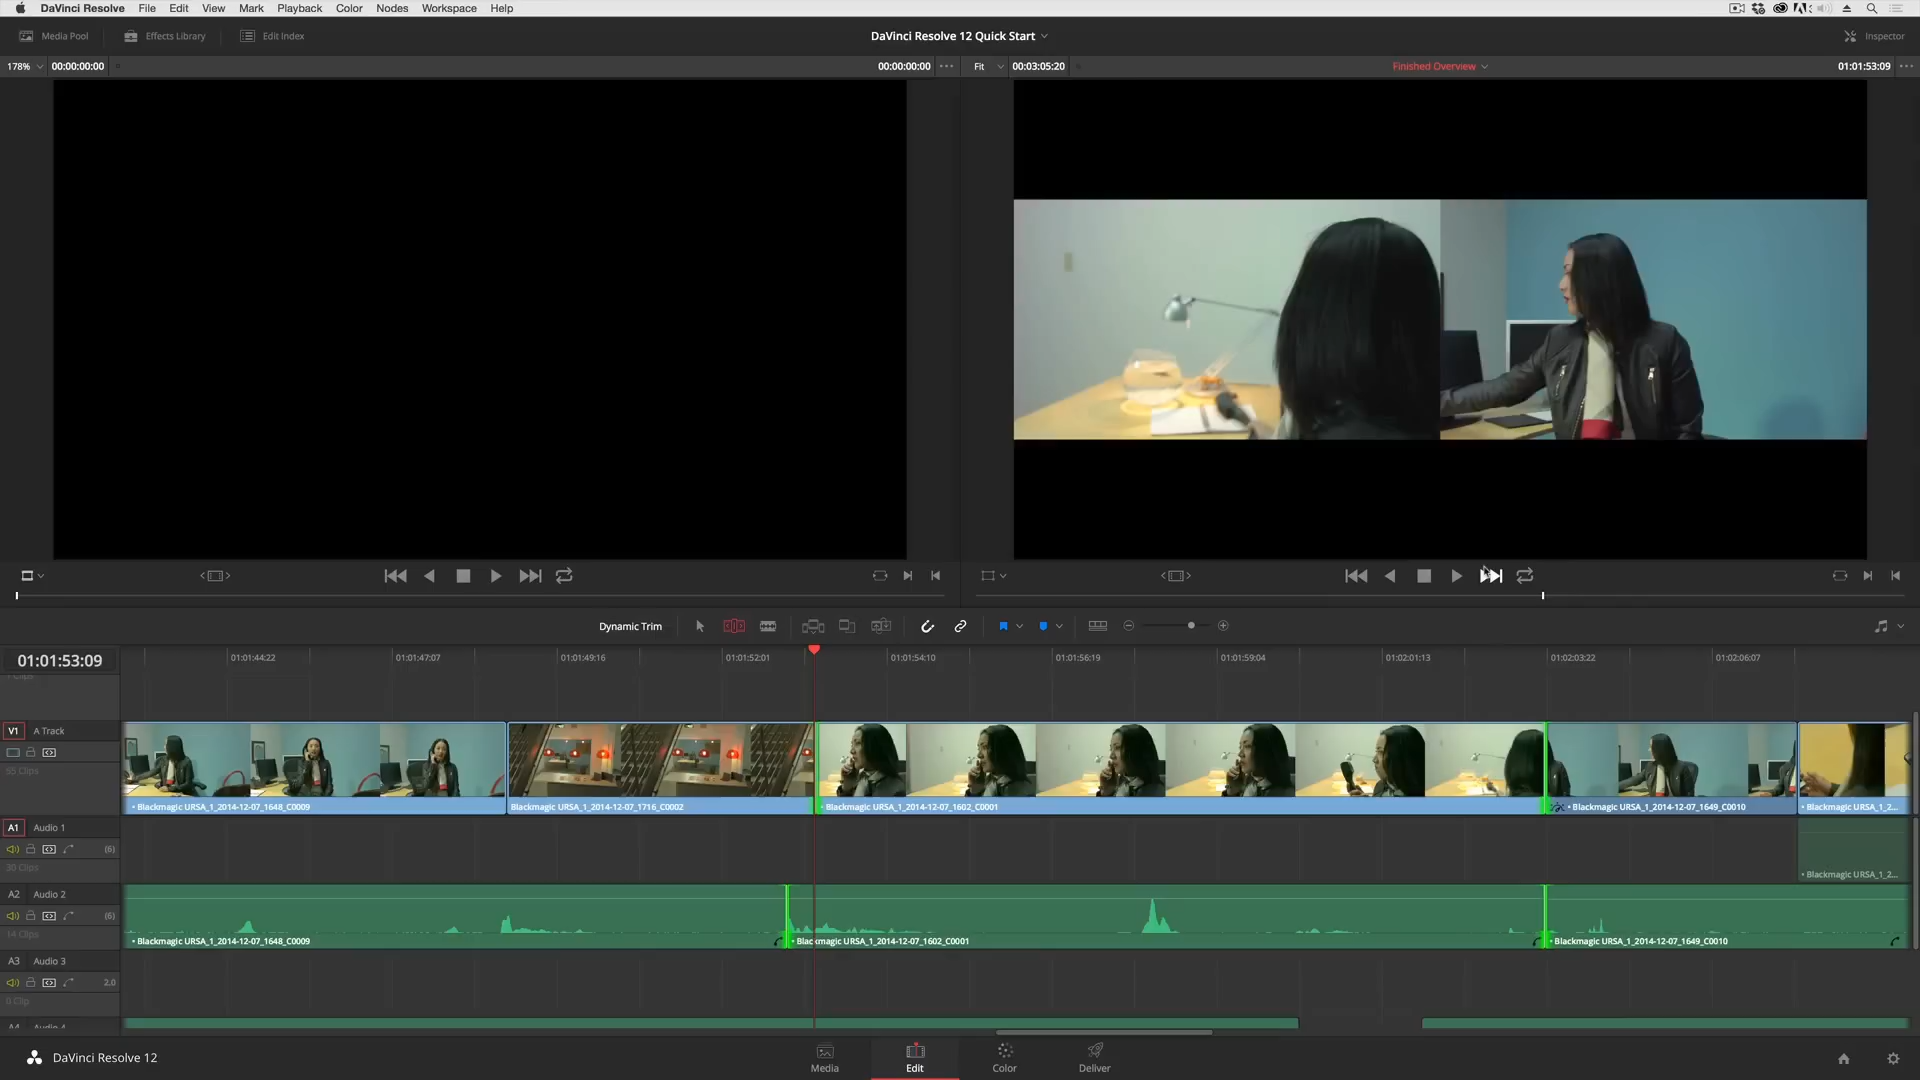 DaVinci Resolve File Edit View Mark Playback Color Nodes Workspace Help
Media Pool Effects Library Edit Index DaVinci Resolve 12 Quick Start Inspector
178% 00:00:00:00 00:00:00:00 Fit 00:03:05:20 Finished Overview 01:01:53:09
Dynamic Trim
01:01:53:09 01:01:44:22 01:01:47:07 01:01:49:16 01:01:52:01 01:01:54:10 01:01:56:19 01:01:59:04 01:02:01:13 01:02:03:22 01:02:06:07
V1 A Track
55 Clips
• Blackmagic URSA_1_2014-12-07_1648_C0009 Blackmagic URSA_1_2014-12-07_1716_C0002 • Blackmagic URSA_1_2014-12-07_1602_C0001 • Blackmagic URSA_1_2014-12-07_1649_C0010 • Blackmagic URSA_1_2...
A1 Audio 1
(6)
30 Clips
• Blackmagic URSA_1_2...
A2 Audio 2
(6)
14 Clips
• Blackmagic URSA_1_2014-12-07_1648_C0009 • Blackmagic URSA_1_2014-12-07_1602_C0001 • Blackmagic URSA_1_2014-12-07_1649_C0010
A3 Audio 3
2.0
0 Clip
A4 Audio 4
DaVinci Resolve 12 Media Edit Color Deliver